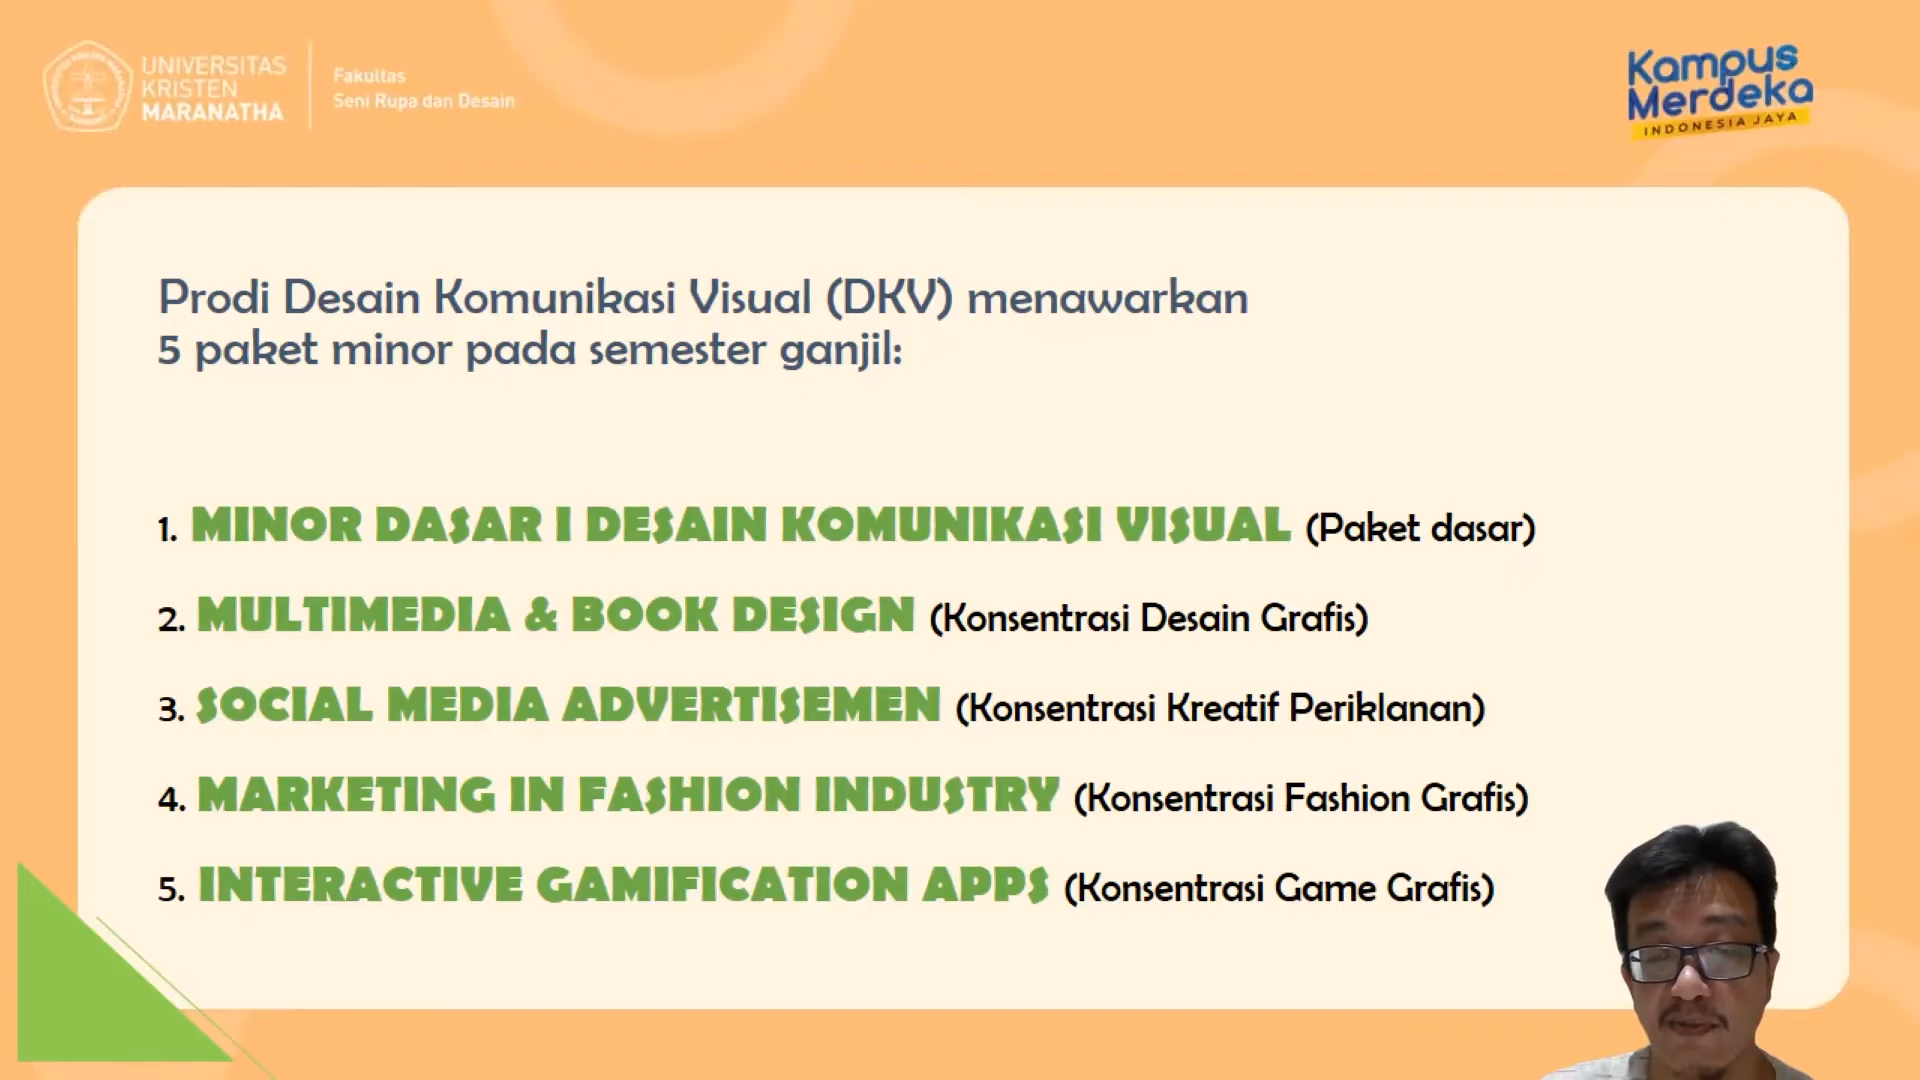 UNIVERSITAS
KRISTEN
MARANATHA
Fakultas
Seni Rupa dan Desain
Kampus
Merdeka
INDONESIA JAYA
Prodi Desain Komunikasi Visual (DKV) menawarkan
5 paket minor pada semester ganjil:
1. MINOR DASAR I DESAIN KOMUNIKASI VISUAL (Paket dasar)
2. MULTIMEDIA & BOOK DESIGN (Konsentrasi Desain Grafis)
3. SOCIAL MEDIA ADVERTISEMEN (Konsentrasi Kreatif Periklanan)
4. MARKETING IN FASHION INDUSTRY (Konsentrasi Fashion Grafis)
5. INTERACTIVE GAMIFICATION APPS (Konsentrasi Game Grafis)